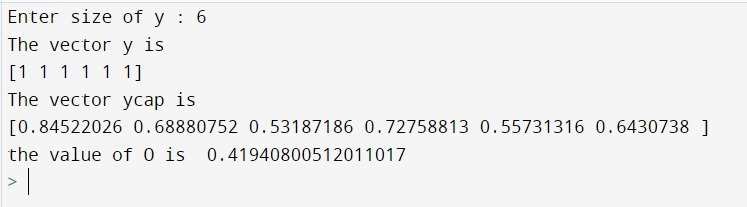 Enter size of y : 6
The vector y is
[1 1 1 1 1 1]
The vector ycap is
[0.84522026 0.68880752 0.53187186 0.72758813 0.55731316 0.6430738 ]
the value of O is  0.41940800512011017
>